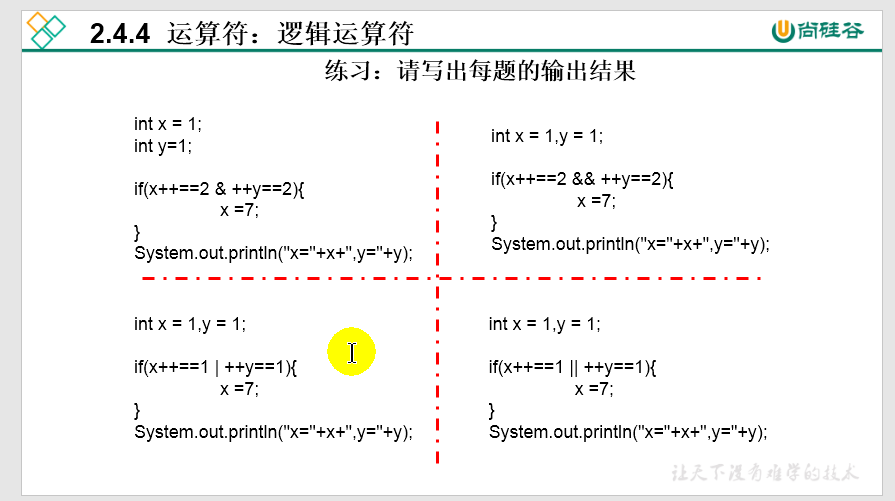 2.4.4 运算符：逻辑运算符
尚硅谷
练习：请写出每题的输出结果
int x = 1;
int y=1;
if(x++==2 & ++y==2){
x =7;
}
System.out.println("x="+x+",y="+y);
int x = 1,y = 1;
if(x++==2 && ++y==2){
x =7;
}
System.out.println("x="+x+",y="+y);
int x = 1,y = 1;
if(x++==1 | ++y==1){
x =7;
}
System.out.println("x="+x+",y="+y);
int x = 1,y = 1;
if(x++==1 || ++y==1){
x =7;
}
System.out.println("x="+x+",y="+y);
让天下没有难学的技术